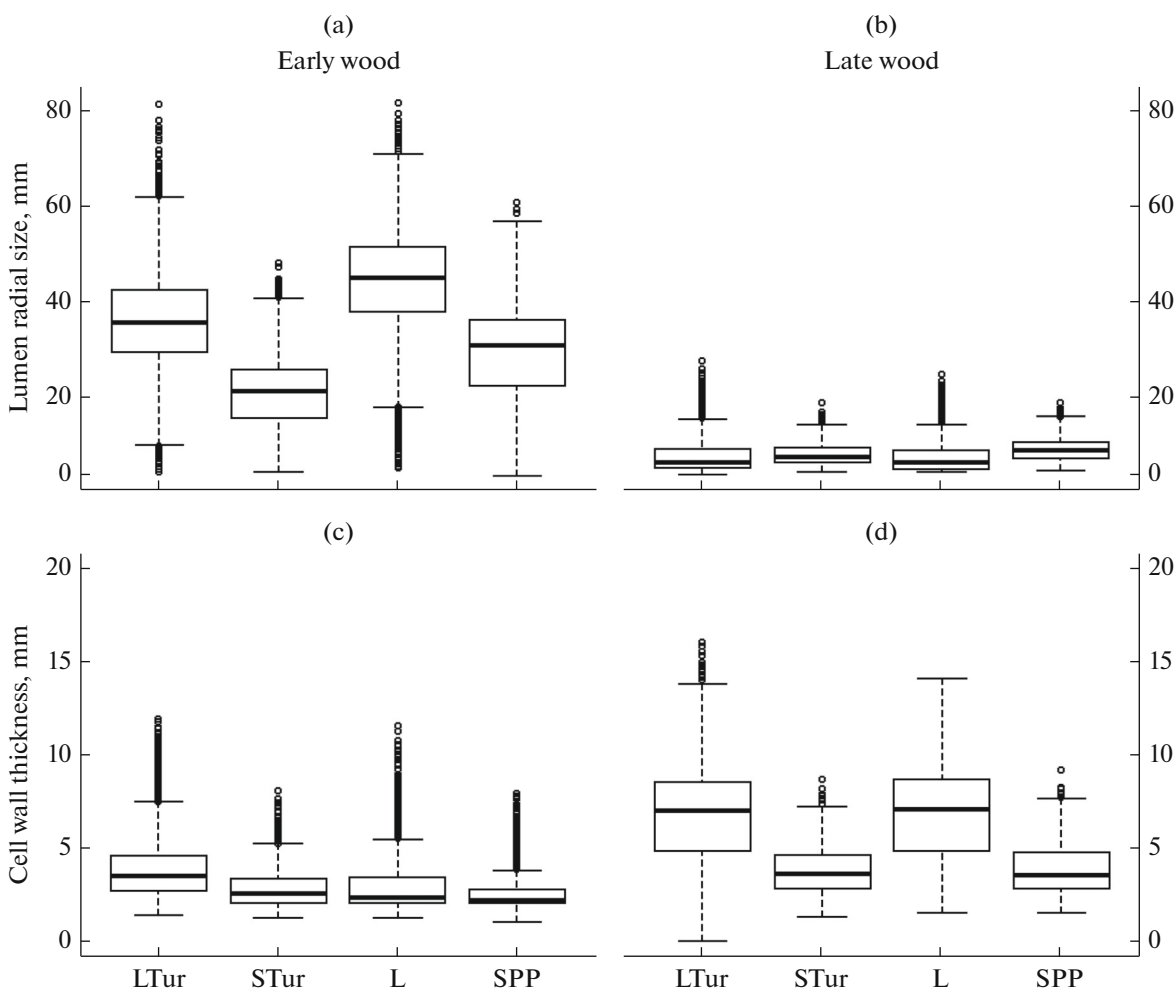 (a)
Early wood
(b)
Late wood
Lumen radial size, mm
80
60
40
20
0
80
60
40
20
0
(c)
(d)
Cell wall thickness, mm
20
15
10
5
0
20
15
10
5
0
LTur STur L SPP
LTur STur L SPP